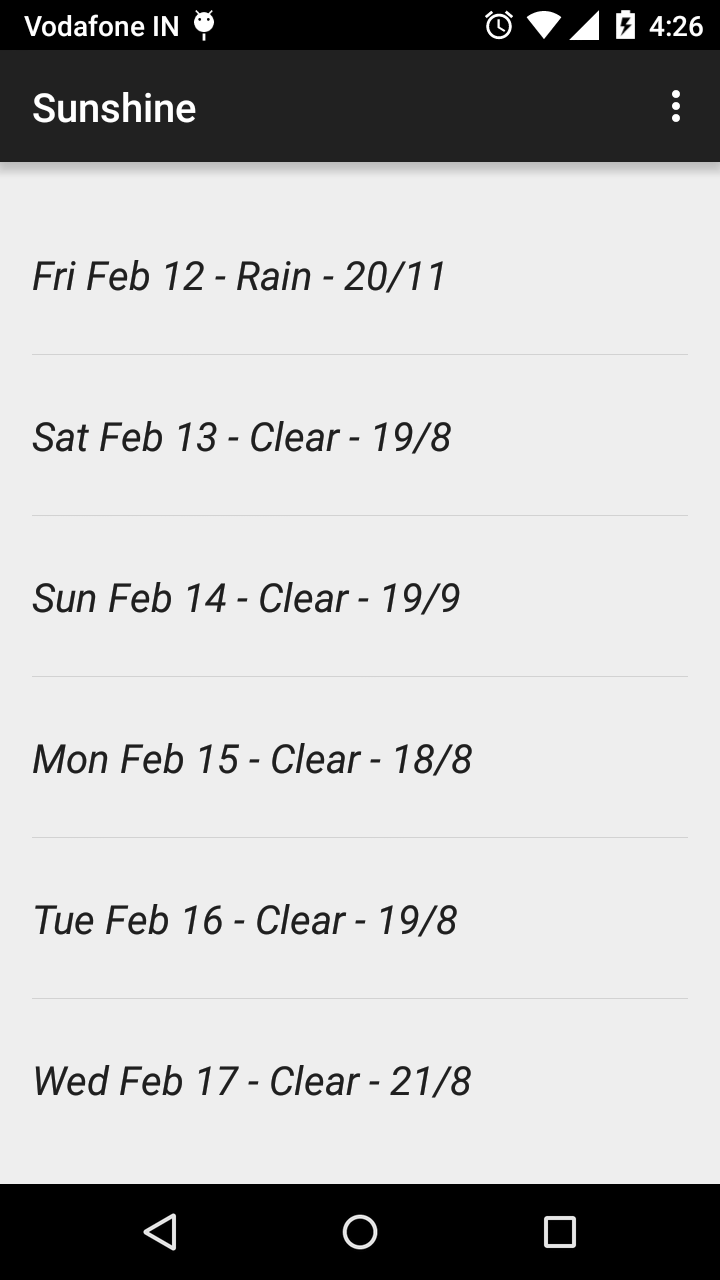 Vodafone IN 4:26
Sunshine
Fri Feb 12 - Rain - 20/11
Sat Feb 13 - Clear - 19/8
Sun Feb 14 - Clear - 19/9
Mon Feb 15 - Clear - 18/8
Tue Feb 16 - Clear - 19/8
Wed Feb 17 - Clear - 21/8